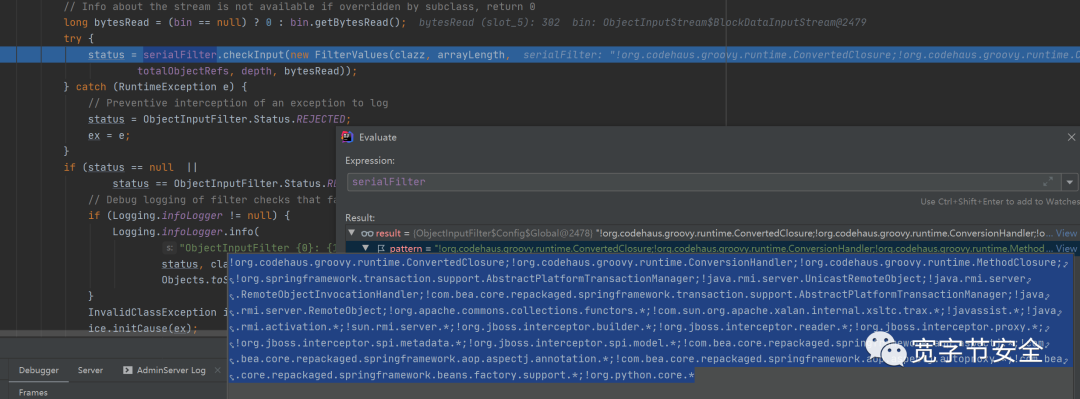 // Info about the stream is not available if overridden by subclass, return 0
long bytesRead = (bin == null) ? 0 : bin.getBytesRead();  bytesRead (slot_5): 302  bin: ObjectInputStream$BlockDataInputStream@2479
try {
status = serialFilter.checkInput(new FilterValues(clazz, arrayLength,  serialFilter: "!org.codehaus.groovy.runtime.ConvertedClosure;!org.codehaus.groovy.runtime.C
totalObjectRefs, depth, bytesRead));
} catch (RuntimeException e) {
// Preventive interception of an exception to log
status = ObjectInputFilter.Status.REJECTED;
ex = e;
}
if (status == null  ||
status == ObjectInputFilter.Status.RE
// Debug logging of filter checks that fa
if (Logging.infoLogger != null) {
Logging.infoLogger.info(
s: "ObjectInputFilter {0}: {1
status, cla
Objects.toS
}
InvalidClassException i
ice.initCause(ex);
Evaluate
Expression:
serialFilter
Use Ctrl+Shift+Enter to add to Watches
Result:
result = {ObjectInputFilter$Config$Global@2478} "!org.codehaus.groovy.runtime.ConvertedClosure;!org.codehaus.groovy.runtime.ConversionHandler;!o... View
pattern = "!org.codehaus.groovy.runtime.ConvertedClosure;!org.codehaus.groovy.runtime.ConversionHandler;!org.codehaus.groovy.runtime.Method... View
!org.codehaus.groovy.runtime.ConvertedClosure;!org.codehaus.groovy.runtime.ConversionHandler;!org.codehaus.groovy.runtime.MethodClosure;
!org.springframework.transaction.support.AbstractPlatformTransactionManager;!java.rmi.server.UnicastRemoteObject;!java.rmi.server
.RemoteObjectInvocationHandler;!com.bea.core.repackaged.springframework.transaction.support.AbstractPlatformTransactionManager;!java
.rmi.server.RemoteObject;!org.apache.commons.collections.functors.*;!com.sun.org.apache.xalan.internal.xsltc.trax.*;!javassist.*;!java
.rmi.activation.*;!sun.rmi.server.*;!org.jboss.interceptor.builder.*;!org.jboss.interceptor.reader.*;!org.jboss.interceptor.proxy.*;
!org.jboss.interceptor.spi.metadata.*;!org.jboss.interceptor.spi.model.*;!com.bea.core.repackaged.spri
.bea.core.repackaged.springframework.aop.aspectj.annotation.*;!com.bea.core.repackaged.springframework.aop
.core.repackaged.springframework.beans.factory.support.*;!org.python.core.*
宽字节安全
Debugger  Server  AdminServer Log
Frames